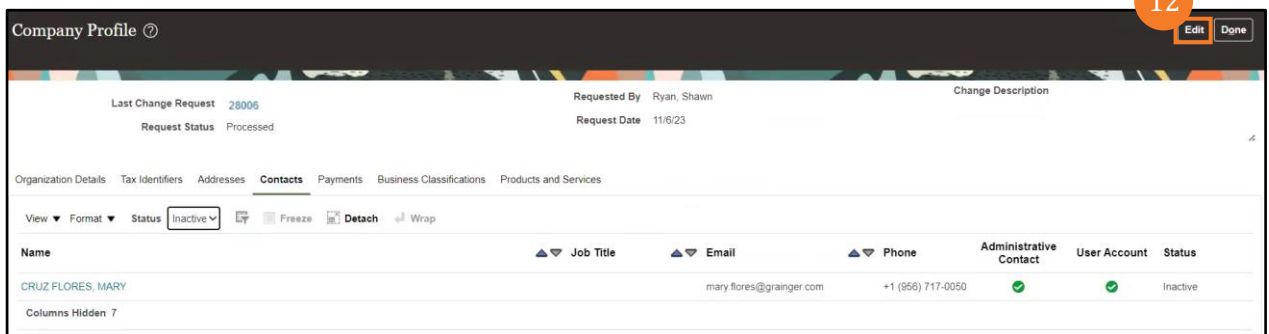 12
Company Profile ?
Edit Done
Last Change Request 28006 Requested By Ryan, Shawn Change Description
Request Status Processed Request Date 11/6/23
Organization Details Tax Identifiers Addresses Contacts Payments Business Classifications Products and Services
View Format Status Inactive Freeze Detach Wrap
Name Job Title Email Phone Administrative Contact User Account Status
CRUZ FLORES, MARY mary.flores@grainger.com +1 (956) 717-0050 Inactive
Columns Hidden 7